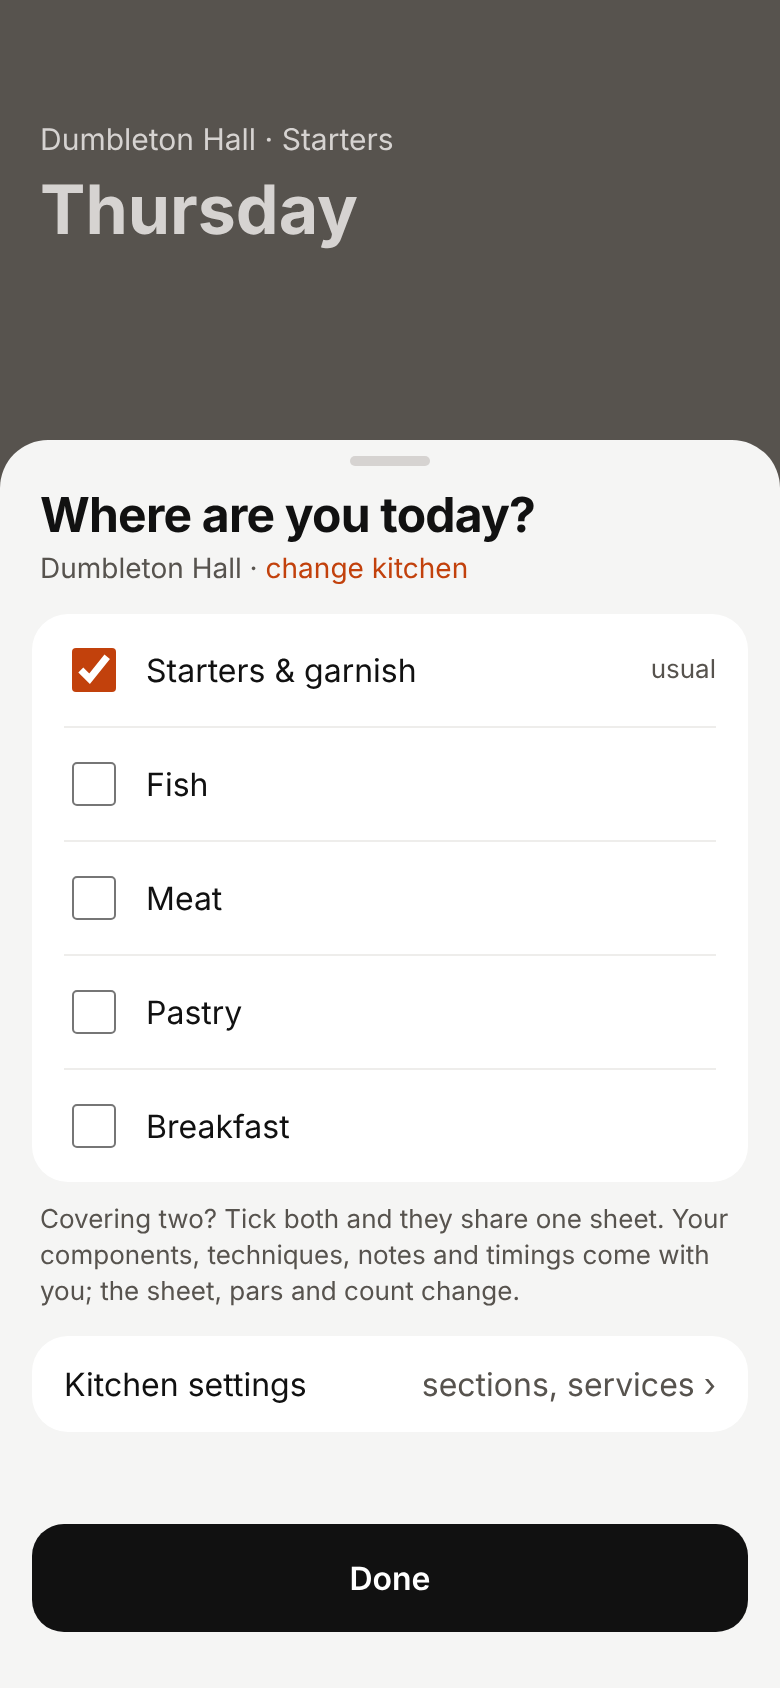 Dumbleton Hall · Starters
Thursday
Where are you today?
Dumbleton Hall · change kitchen
Starters & garnish usual
Fish
Meat
Pastry
Breakfast
Covering two? Tick both and they share one sheet. Your
components, techniques, notes and timings come with
you; the sheet, pars and count change.
Kitchen settings sections, services ›
Done